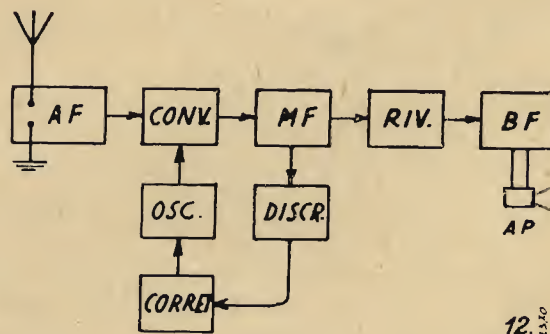 AF CONV. MF RIV. BF
OSC. DISCR.
AP
CORRET
12.